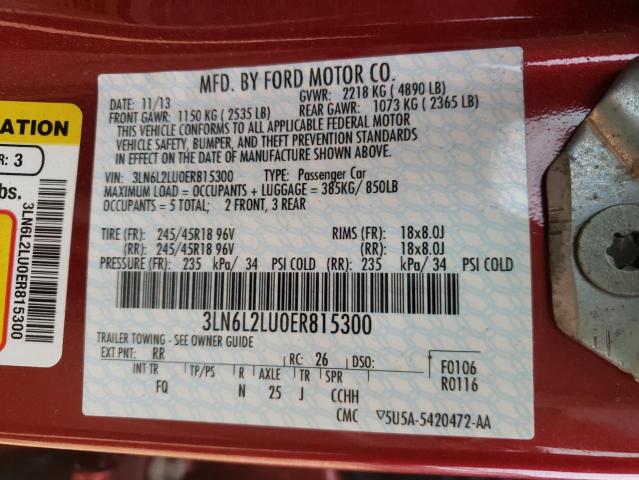 MFD. BY FORD MOTOR CO.
DATE: 11/13 GVWR: 2218 KG ( 4890 LB)
FRONT GAWR: 1150 KG ( 2535 LB) REAR GAWR: 1073 KG ( 2365 LB)
THIS VEHICLE CONFORMS TO ALL APPLICABLE FEDERAL MOTOR
VEHICLE SAFETY, BUMPER, AND THEFT PREVENTION STANDARDS
IN EFFECT ON THE DATE OF MANUFACTURE SHOWN ABOVE.
VIN: 3LN6L2LU0ER815300 TYPE: Passenger Car
MAXIMUM LOAD = OCCUPANTS + LUGGAGE = 385KG/ 850LB
OCCUPANTS = 5 TOTAL; 2 FRONT, 3 REAR
TIRE (FR): 245/45R18 96V RIMS (FR): 18x8.0J
(RR): 245/45R18 96V (RR): 18x8.0J
PRESSURE (FR): 235 kPa/ 34 PSI COLD (RR): 235 kPa/ 34 PSI COLD
3LN6L2LU0ER815300
TRAILER TOWING - SEE OWNER GUIDE
EXT PNT: RR RC: 26 DSO: F0106
INT TR TP/PS R AXLE TR SPR R0116
FQ N 25 J CCHH
CMC ▽5U5A-5420472-AA
ATION
R: 3
bs.
3LN6L2LU0ER815300